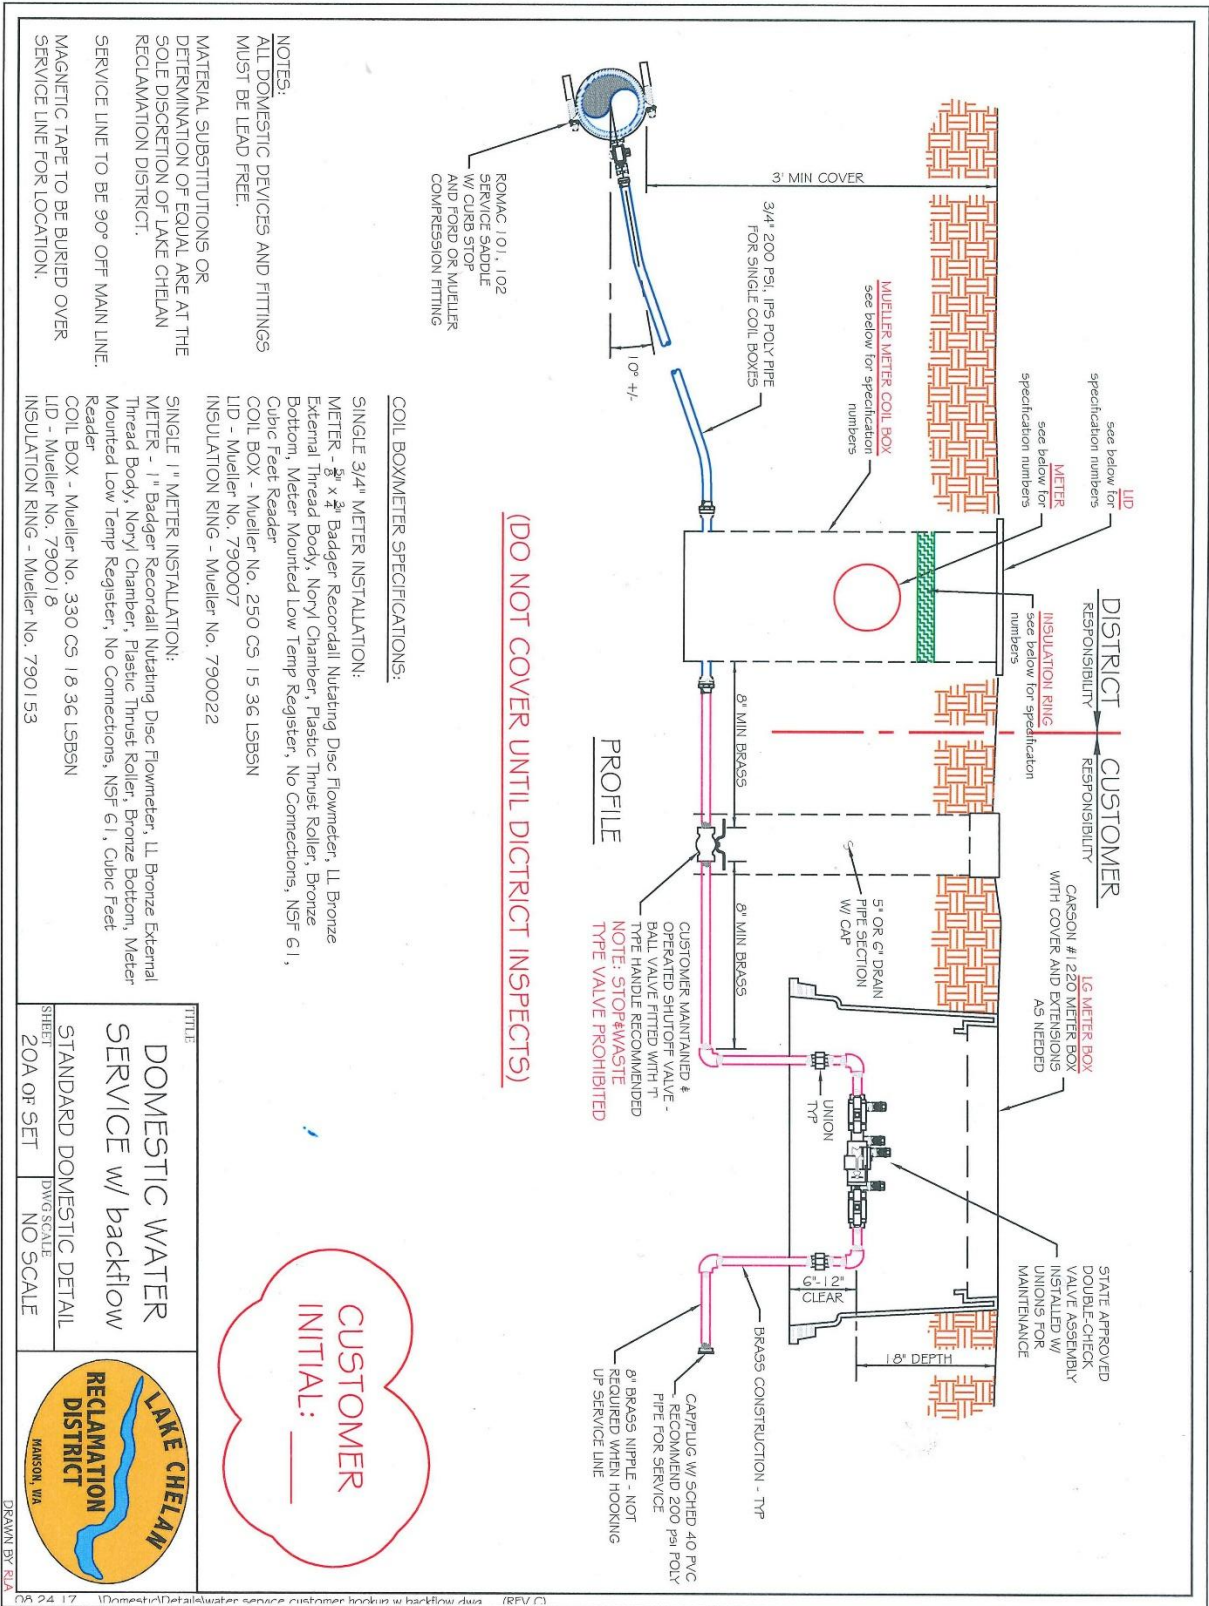 LID
see below for
specification numbers
METER
see below for
specification numbers
INSULATION RING
see below for specificaton
numbers
DISTRICT
RESPONSIBILITY
CUSTOMER
RESPONSIBILITY
LG METER BOX
CARSON #1220 METER BOX
WITH COVER AND EXTENSIONS
AS NEEDED
STATE APPROVED
DOUBLE-CHECK
VALVE ASSEMBLY
INSTALLED W/
UNIONS FOR
MAINTENANCE
3' MIN COVER
MUELLER METER COIL BOX
see below for specification
numbers
3/4" 200 PSI, IPS POLY PIPE
FOR SINGLE COIL BOXES
10° +/-
ROMAC 101, 102
SERVICE SADDLE
W/ CURB STOP
AND FORD OR MUELLER
COMPRESSION FITTING
8" MIN BRASS
8" MIN BRASS
5" OR 6" DRAIN
PIPE SECTION
W/ CAP
UNION
TYP
6"-12"
CLEAR
18" DEPTH
BRASS CONSTRUCTION - TYP
CAP/PLUG W/ SCHED 40 PVC
- RECOMMEND 200 PSI POLY
PIPE FOR SERVICE
8" BRASS NIPPLE - NOT
REQUIRED WHEN HOOKING
UP SERVICE LINE
CUSTOMER MAINTAINED &
OPERATED SHUTOFF VALVE -
BALL VALVE FITTED WITH 'T'
TYPE HANDLE RECOMMENDED
NOTE: STOP&WASTE
TYPE VALVE PROHIBITED
PROFILE
(DO NOT COVER UNTIL DICTRICT INSPECTS)
NOTES:
ALL DOMESTIC DEVICES AND FITTINGS
MUST BE LEAD FREE.
MATERIAL SUBSTITUTIONS OR
DETERMINATION OF EQUAL ARE AT THE
SOLE DISCRETION OF LAKE CHELAN
RECLAMATION DISTRICT.
SERVICE LINE TO BE 90° OFF MAIN LINE.
MAGNETIC TAPE TO BE BURIED OVER
SERVICE LINE FOR LOCATION.
COIL BOX/METER SPECIFICATIONS:
SINGLE 3/4" METER INSTALLATION:
METER - 5/8" x 3/4" Badger Recordall Nutating Disc Flowmeter, LL Bronze
External Thread Body, Noryl Chamber, Plastic Thrust Roller, Bronze
Bottom, Meter Mounted Low Temp Register, No Connections, NSF 61,
Cubic Feet Reader
COIL BOX - Mueller No. 250 CS 15 36 LSBSN
LID - Mueller No. 790007
INSULATION RING - Mueller No. 790022
SINGLE 1" METER INSTALLATION:
METER - 1" Badger Recordall Nutating Disc Flowmeter, LL Bronze External
Thread Body, Noryl Chamber, Plastic Thrust Roller, Bronze Bottom, Meter
Mounted Low Temp Register, No Connections, NSF 61, Cubic Feet
Reader
COIL BOX - Mueller No. 330 CS 18 36 LSBSN
LID - Mueller No. 790018
INSULATION RING - Mueller No. 790153
CUSTOMER
INITIAL: ____
TITLE
DOMESTIC WATER
SERVICE w/ backflow
STANDARD DOMESTIC DETAIL
SHEET
20A OF SET
DWG SCALE
NO SCALE
LAKE CHELAN
RECLAMATION
DISTRICT
MANSON, WA
DRAWN BY RLA
08.24.17 \Domestic\Details\water service customer hookup w backflow.dwg (REV C)